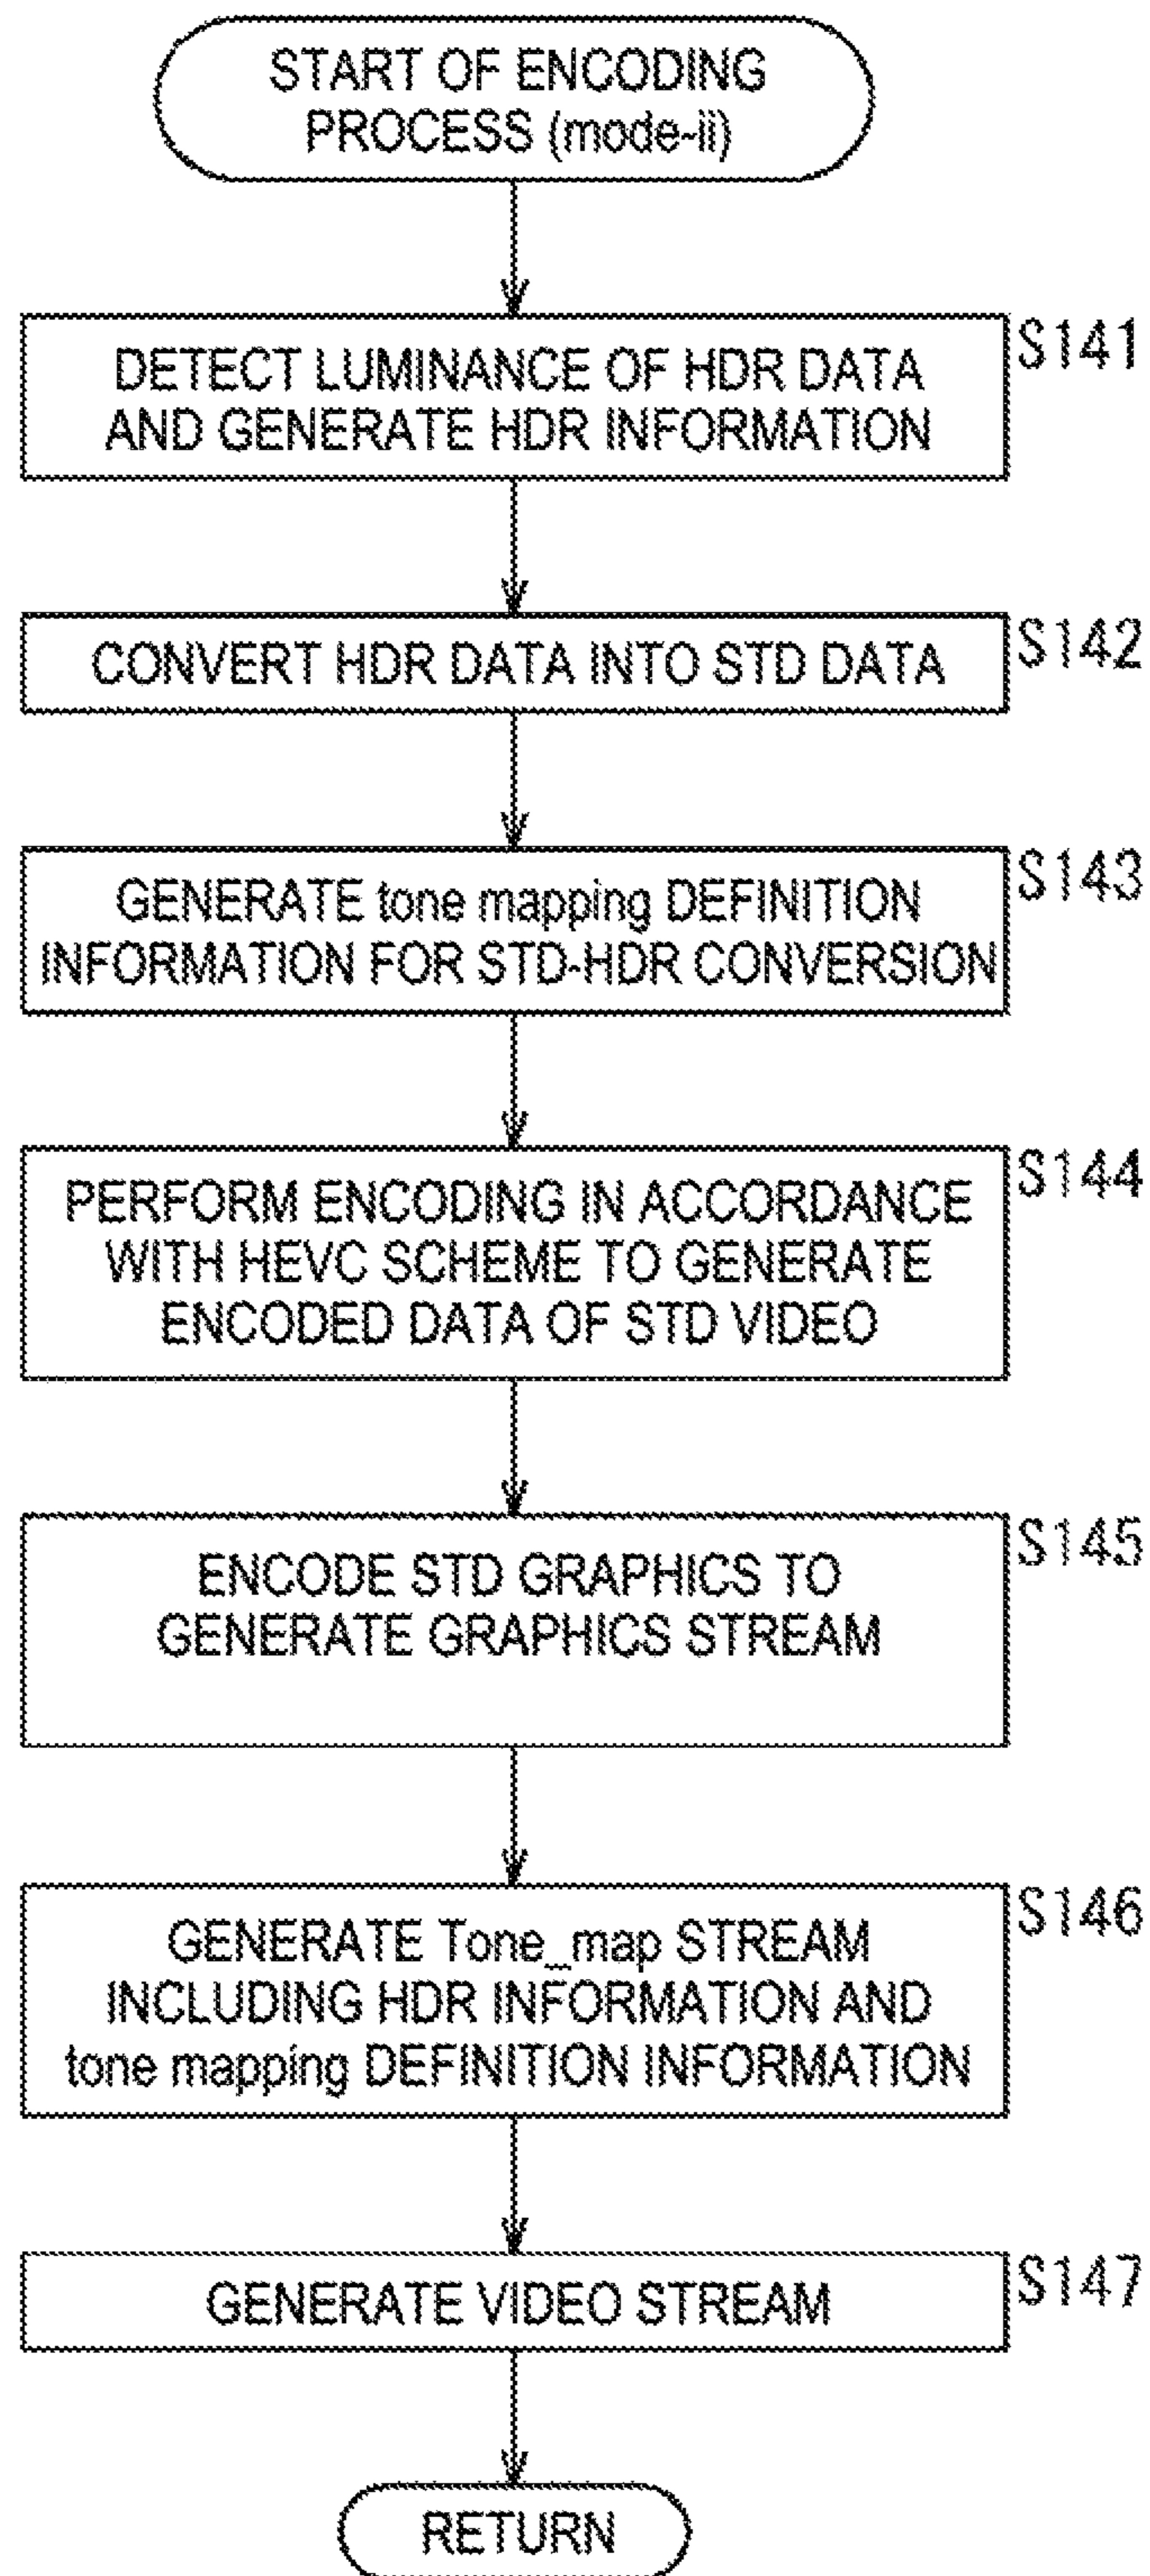 START OF ENCODING
PROCESS (mode-ii)
S141
DETECT LUMINANCE OF HDR DATA
AND GENERATE HDR INFORMATION
S142
CONVERT HDR DATA INTO STD DATA
S143
GENERATE tone mapping DEFINITION
INFORMATION FOR STD-HDR CONVERSION
S144
PERFORM ENCODING IN ACCORDANCE
WITH HEVC SCHEME TO GENERATE
ENCODED DATA OF STD VIDEO
S145
ENCODE STD GRAPHICS TO
GENERATE GRAPHICS STREAM
S146
GENERATE Tone_map STREAM
INCLUDING HDR INFORMATION AND
tone mapping DEFINITION INFORMATION
S147
GENERATE VIDEO STREAM
RETURN